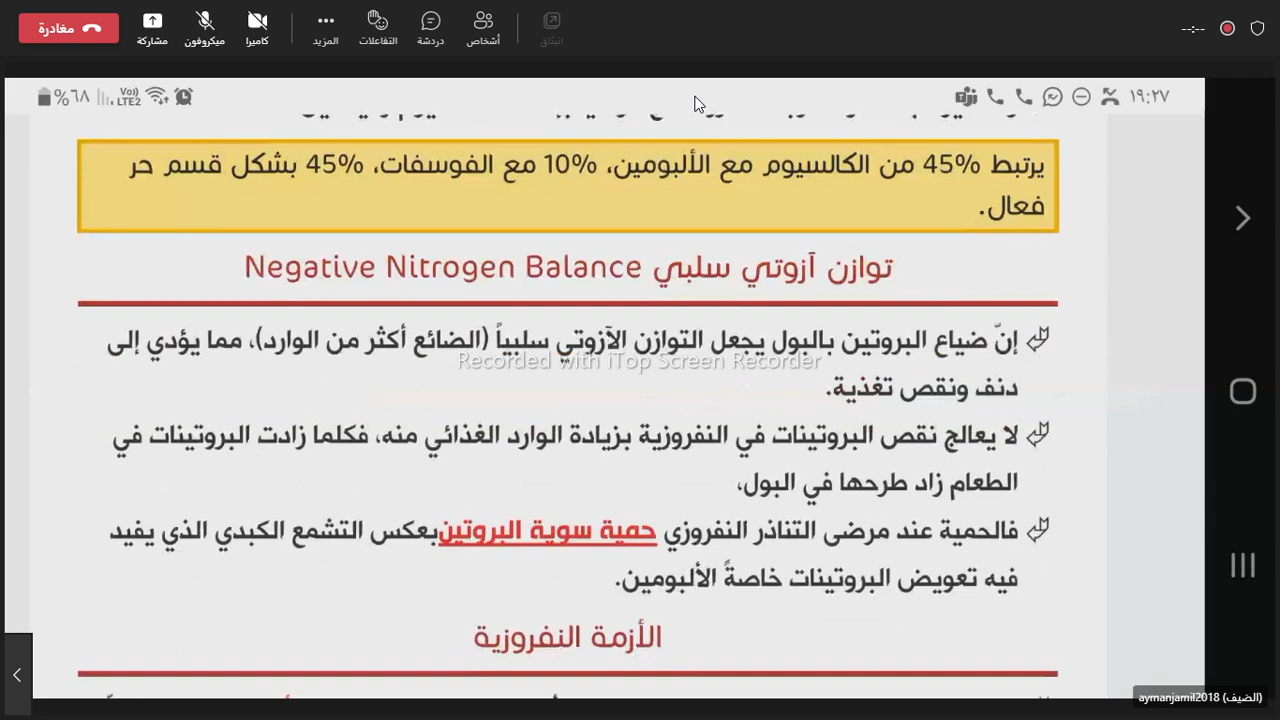 مغادرة
مشاركة
ميكروفون
كاميرا
المزيد
التفاعلات
دردشة
أشخاص
انبثاق
--:--
%٦٨
Vo)
LTE2
١٩:٢٧
يرتبط 45% من الكالسيوم مع الألبومين، 10% مع الفوسفات، 45% بشكل قسم حر
فعال.
توازن آزوتي سلبي Negative Nitrogen Balance
إنّ ضياع البروتين بالبول يجعل التوازن الآزوتي سلبياً (الضائع أكثر من الوارد)، مما يؤدي إلى
Recorded with iTop Screen Recorder
دنف ونقص تغذية.
لا يعالج نقص البروتينات في النفروزية بزيادة الوارد الغذائي منه، فكلما زادت البروتينات في
الطعام زاد طرحها في البول،
فالحمية عند مرضى التناذر النفروزي حمية سوية البروتين بعكس التشمع الكبدي الذي يفيد
فيه تعويض البروتينات خاصةً الألبومين.
الأزمة النفروزية
aymanjamil2018 (الضيف)